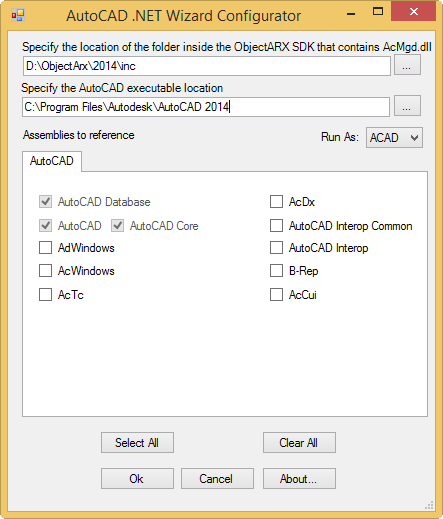 AutoCAD .NET Wizard Configurator
Specify the location of the folder inside the ObjectARX SDK that contains AcMgd.dll
D:\ObjectArx\2014\inc
...
Specify the AutoCAD executable location
C:\Program Files\Autodesk\AutoCAD 2014
...
Assemblies to reference
Run As: ACAD
AutoCAD
AutoCAD Database
AcDx
AutoCAD AutoCAD Core
AutoCAD Interop Common
AdWindows
AutoCAD Interop
AcWindows
B-Rep
AcTc
AcCui
Select All
Clear All
Ok
Cancel
About...